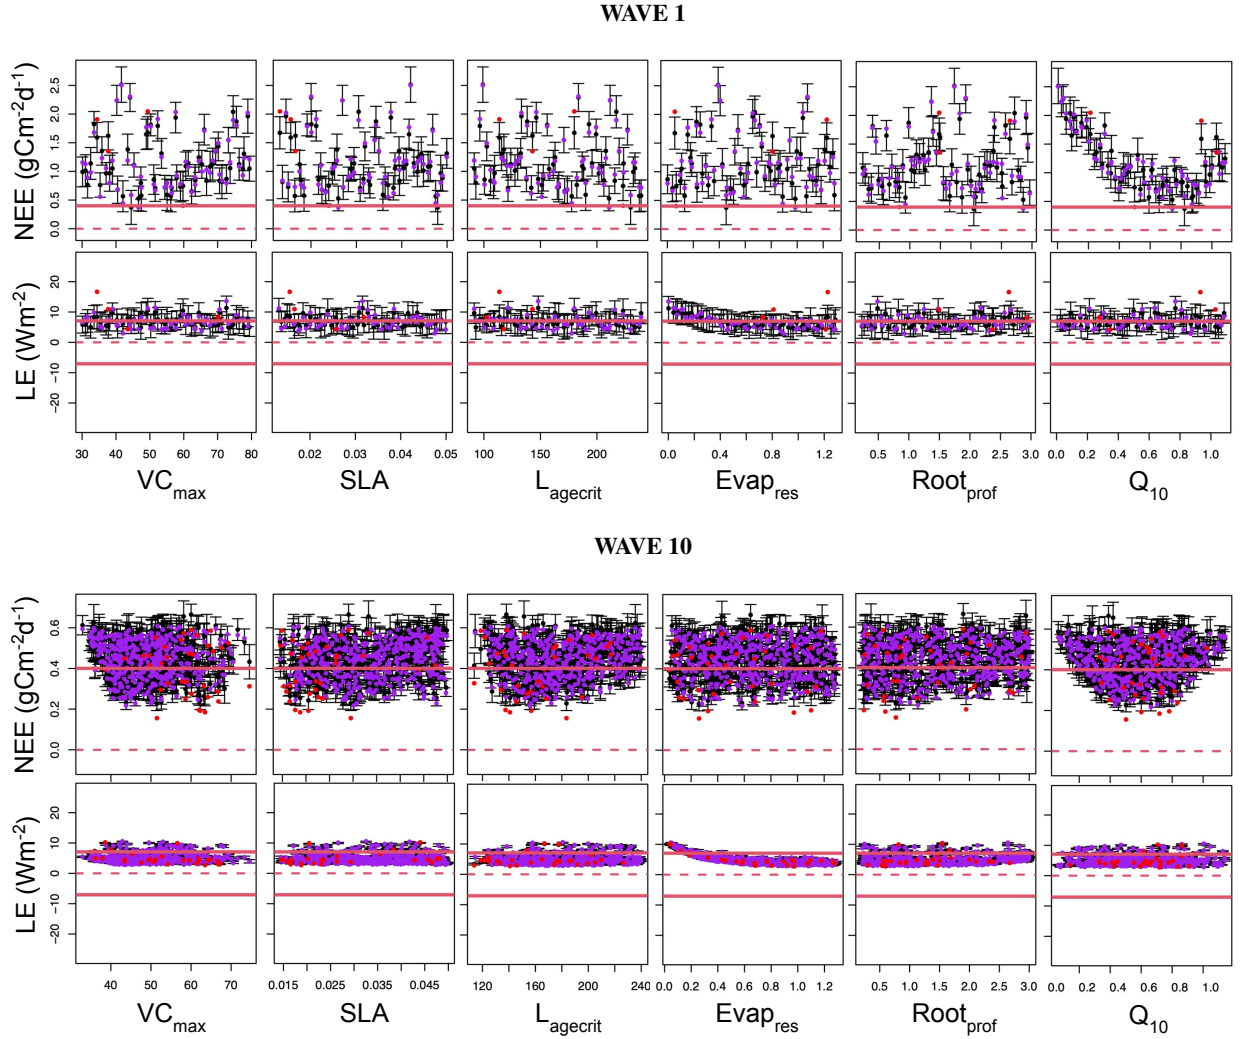 WAVE 1
NEE (gCm-2d-1)
2.5
2.0
1.5
1.0
0.5
0.0
LE (Wm-2)
20
10
0
−10
−20
30 40 50 60 70 80
0.02 0.03 0.04 0.05
100 150 200
0.0 0.4 0.8 1.2
0.5 1.0 1.5 2.0 2.5 3.0
0.0 0.2 0.4 0.6 0.8 1.0
VCmax SLA Lagecrit Evapres Rootprof Q10
WAVE 10
NEE (gCm-2d-1)
0.6
0.4
0.2
0.0
LE (Wm-2)
20
10
0
−10
−20
40 50 60 70
0.015 0.025 0.035 0.045
120 160 200 240
0.0 0.2 0.4 0.6 0.8 1.0 1.2
0.5 1.0 1.5 2.0 2.5 3.0
0.0 0.2 0.4 0.6 0.8 1.0
VCmax SLA Lagecrit Evapres Rootprof Q10